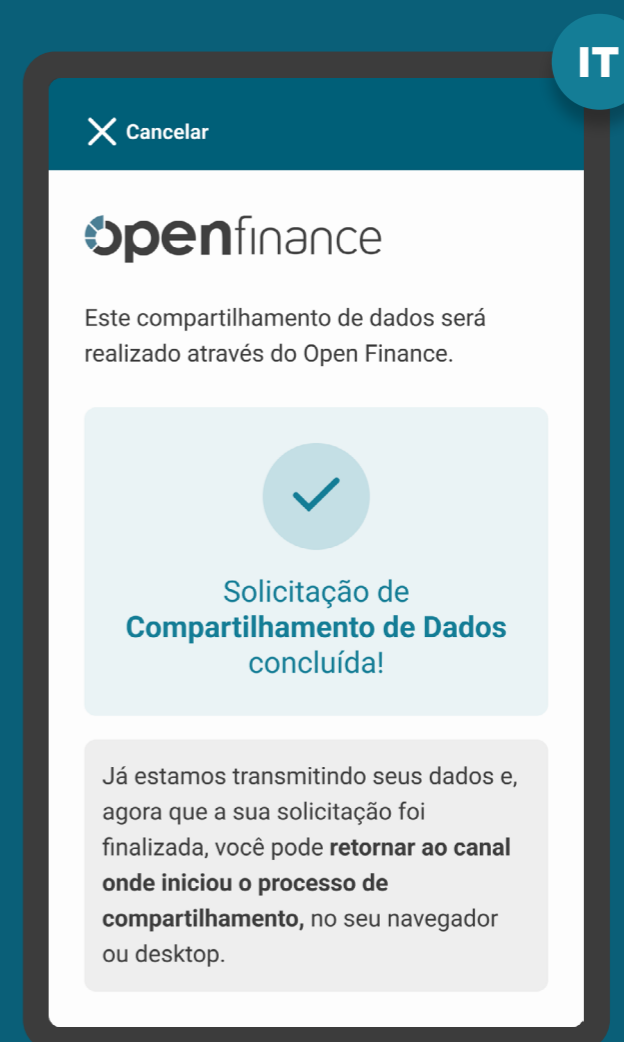 IT
Cancelar
openfinance
Este compartilhamento de dados será
realizado através do Open Finance.
Solicitação de
Compartilhamento de Dados
concluída!
Já estamos transmitindo seus dados e,
agora que a sua solicitação foi
finalizada, você pode retornar ao canal
onde iniciou o processo de
compartilhamento, no seu navegador
ou desktop.